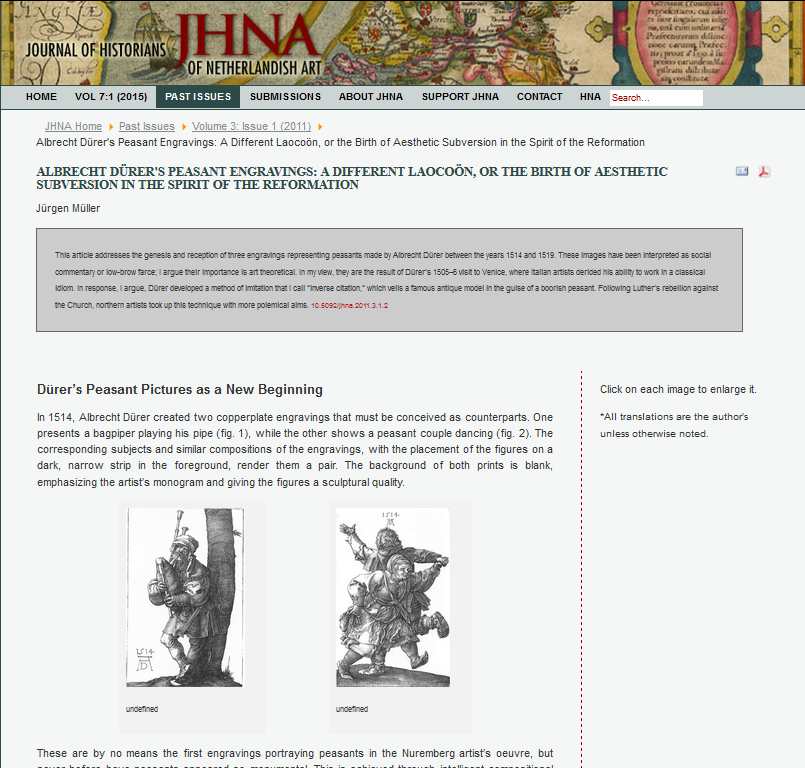 JOURNAL OF HISTORIANS JHNA
OF NETHERLANDISH ART
HOME VOL 7:1 (2015) PAST ISSUES SUBMISSIONS ABOUT JHNA SUPPORT JHNA CONTACT HNA Search...
JHNA Home Past Issues Volume 3: Issue 1 (2011)
Albrecht Dürer's Peasant Engravings: A Different Laocoön, or the Birth of Aesthetic Subversion in the Spirit of the Reformation
ALBRECHT DÜRER'S PEASANT ENGRAVINGS: A DIFFERENT LAOCOÖN, OR THE BIRTH OF AESTHETIC
SUBVERSION IN THE SPIRIT OF THE REFORMATION
Jürgen Müller
This article addresses the genesis and reception of three engravings representing peasants made by Albrecht Dürer between the years 1514 and 1519. These images have been interpreted as social
commentary or low-brow farce; I argue their importance is art theoretical. In my view, they are the result of Dürer's 1505–6 visit to Venice, where Italian artists derided his ability to work in a classical
idiom. In response, I argue, Dürer developed a method of imitation that I call "inverse citation," which veils a famous antique model in the guise of a boorish peasant. Following Luther's rebellion against
the Church, northern artists took up this technique with more polemical aims. 10.5092/jhna.2011.3.1.2
Dürer's Peasant Pictures as a New Beginning
In 1514, Albrecht Dürer created two copperplate engravings that must be conceived as counterparts. One
presents a bagpiper playing his pipe (fig. 1), while the other shows a peasant couple dancing (fig. 2). The
corresponding subjects and similar compositions of the engravings, with the placement of the figures on a
dark, narrow strip in the foreground, render them a pair. The background of both prints is blank,
emphasizing the artist's monogram and giving the figures a sculptural quality.
Click on each image to enlarge it.
*All translations are the author's
unless otherwise noted.
1514
AD
1514
undefined
undefined
These are by no means the first engravings portraying peasants in the Nuremberg artist's oeuvre, but